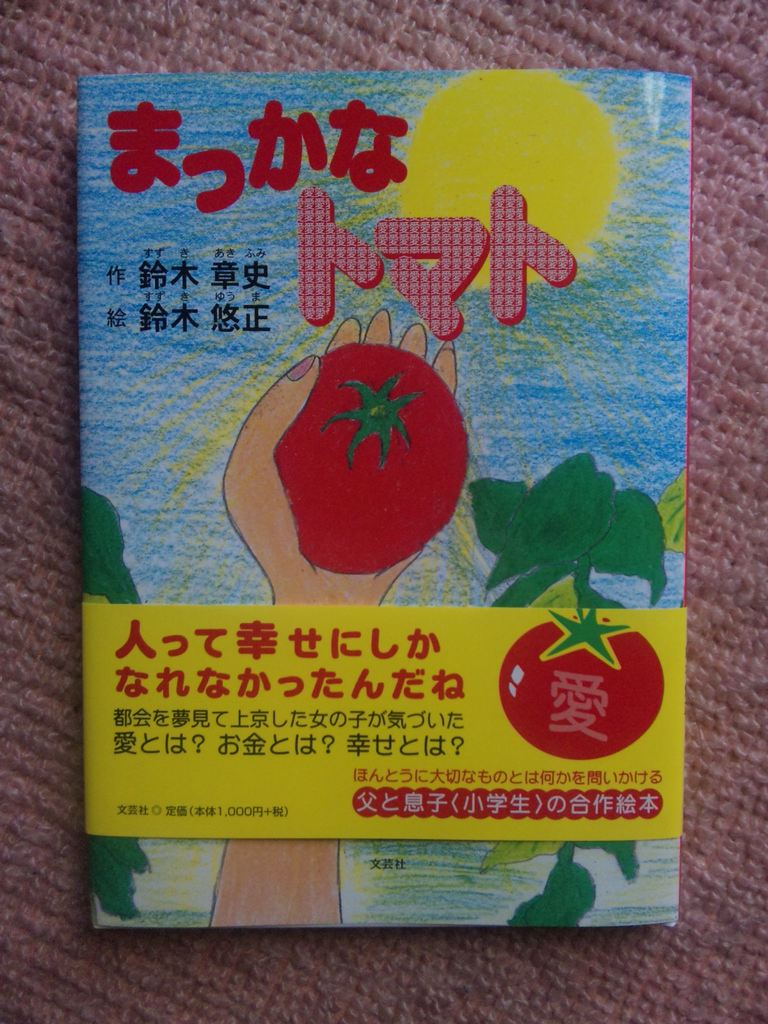 まっかな
トマト
作 鈴木 章史
すず き あき ふみ
絵 鈴木 悠正
すず き ゆう ま
人って幸せにしか
なれなかったんだね
都会を夢見て上京した女の子が気づいた
愛とは? お金とは? 幸せとは?
愛
ほんとうに大切なものとは何かを問いかける
父と息子〈小学生〉の合作絵本
文芸社◎定価(本体1,000円+税)
文芸社